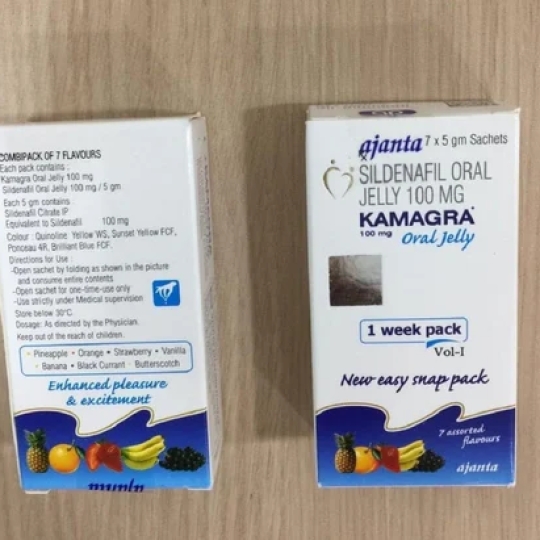 COMBIPACK OF 7 FLAVOURS
Each pack contains :
Kamagra Oral Jelly 100 mg
Sildenafil Oral Jelly 100 mg / 5 gm
Each 5 gm contains :
Sildenafil Citrate IP
Equivalent to Sildenafil 100 mg
Colour : Quinoline Yellow WS, Sunset Yellow FCF,
Ponceau 4R, Brilliant Blue FCF.
Directions for Use :
-Open sachet by folding as shown in the picture
and consume entire contents
-Open sachet for one-time-use only
-Use strictly under Medical supervision
Store below 30°C.
Dosage: As directed by the Physician.
Keep out of the reach of children.
• Pineapple • Orange • Strawberry • Vanilla
• Banana • Black Currant • Butterscotch
Enhanced pleasure
& excitement
ajanta 7 x 5 gm Sachets
Rx
SILDENAFIL ORAL
JELLY 100 MG
KAMAGRA
100 mg Oral Jelly
1 week pack
Vol-I
New easy snap pack
7 assorted
flavours
ajanta